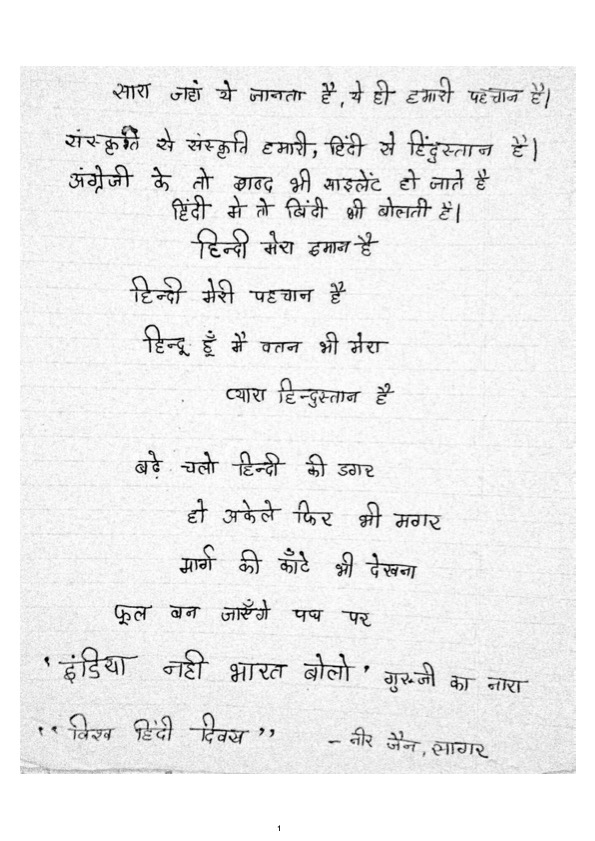 सारा जहां ये जानता है, ये ही हमारी पहचान है।
संस्कृति से संस्कृति हमारी, हिंदी से हिंदुस्तान है।
अंग्रेजी के तो शब्द भी साइलेंट हो जाते है
हिंदी मे तो बिंदी भी बोलती है।
हिन्दी मेरा इमान है
हिन्दी मेरी पहचान है
हिन्दू हूँ मै वतन भी मेरा
प्यारा हिन्दुस्तान है
बढ़े चलो हिन्दी की डगर
हो अकेले फिर भी मगर
मार्ग की काँटे भी देखना
फूल बन जाएँगे पथ पर
'इंडिया नही भारत बोलो' गुरुजी का नारा
"विश्व हिंदी दिवस" - नीर जैन, सागर
1